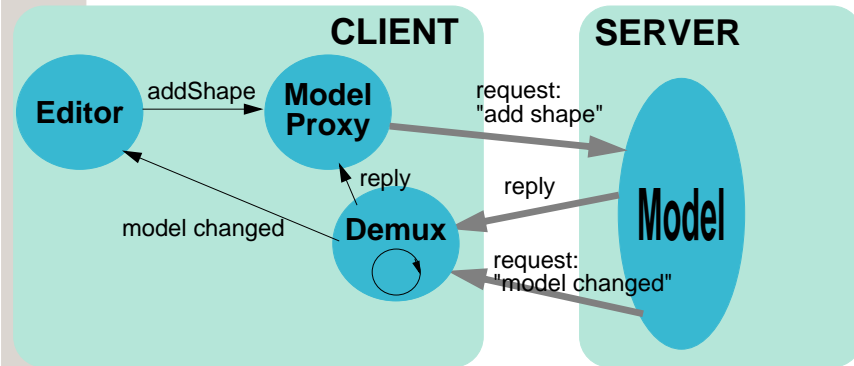 CLIENT
SERVER
Editor
addShape
Model
Proxy
request:
"add shape"
reply
reply
Model
model changed
Demux
request:
"model changed"